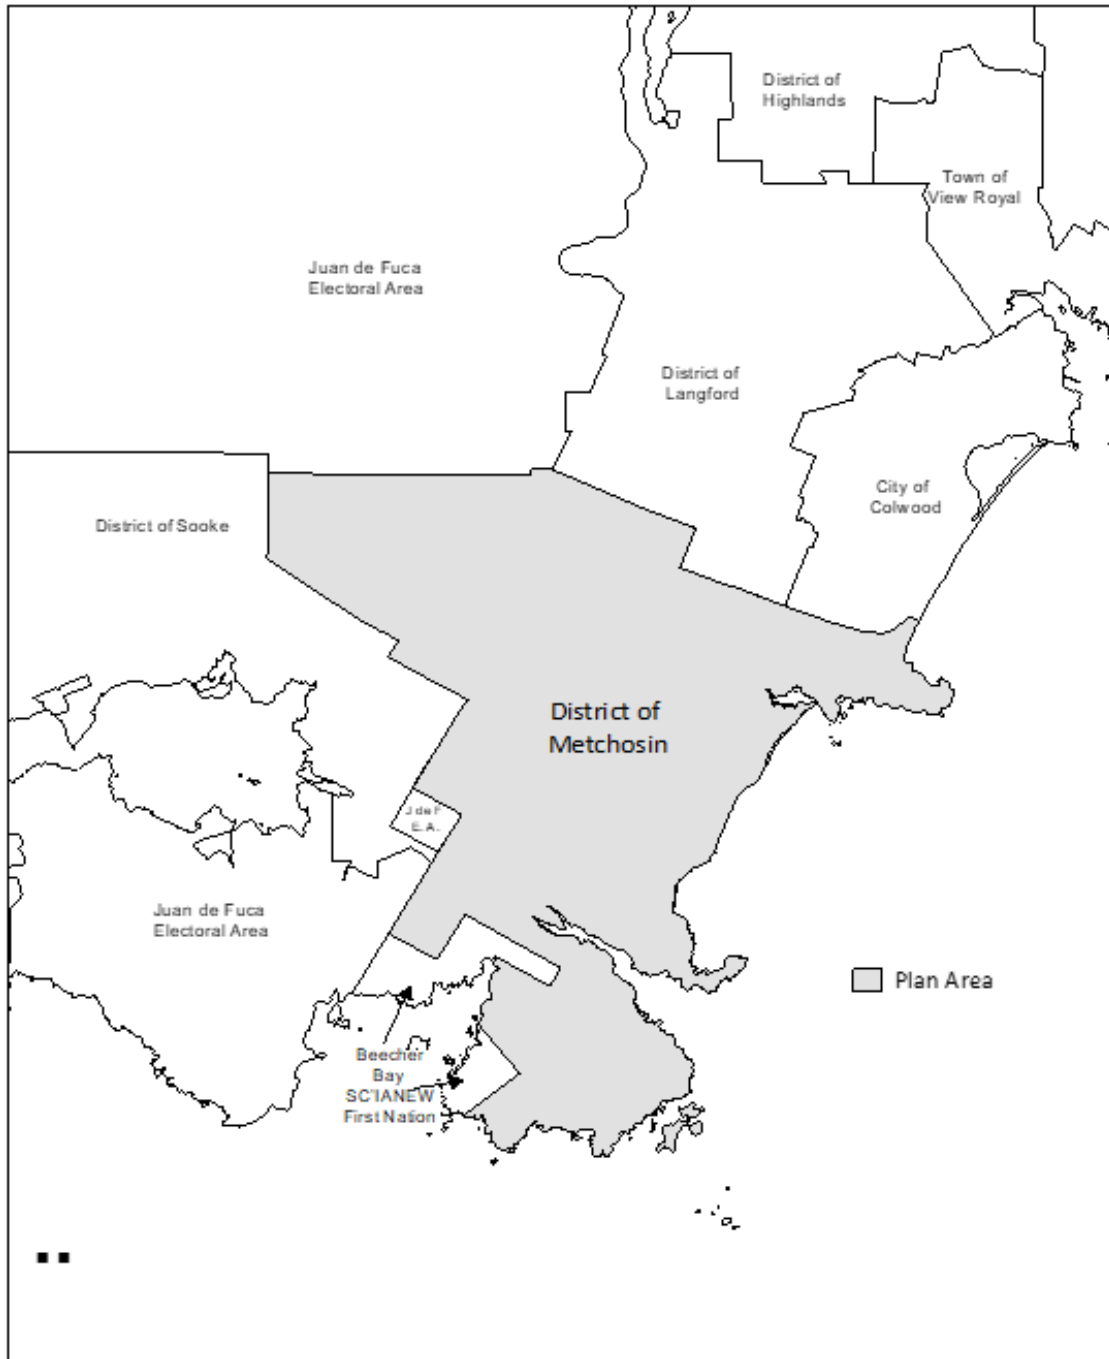 District of
Highlands
Town of
View Royal
Juan de Fuca
Electoral Area
District of
Langford
City of
Colwood
District of Sooke
District of
Metchosin
J de F
E. A.
Juan de Fuca
Electoral Area
Plan Area
Beecher
Bay
SC'IANEW
First Nation